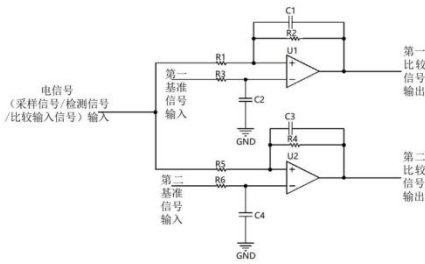 C1
R2
U1
R1
R3
C2
GND
第一
比较
信号
输出
第一
基准
信号
输入
电信号
(采样信号/检测信号
/比较输入信号)输入
C3
R4
U2
R5
R6
C4
GND
第二
基准
信号
输入
第二
比较
信号
输出